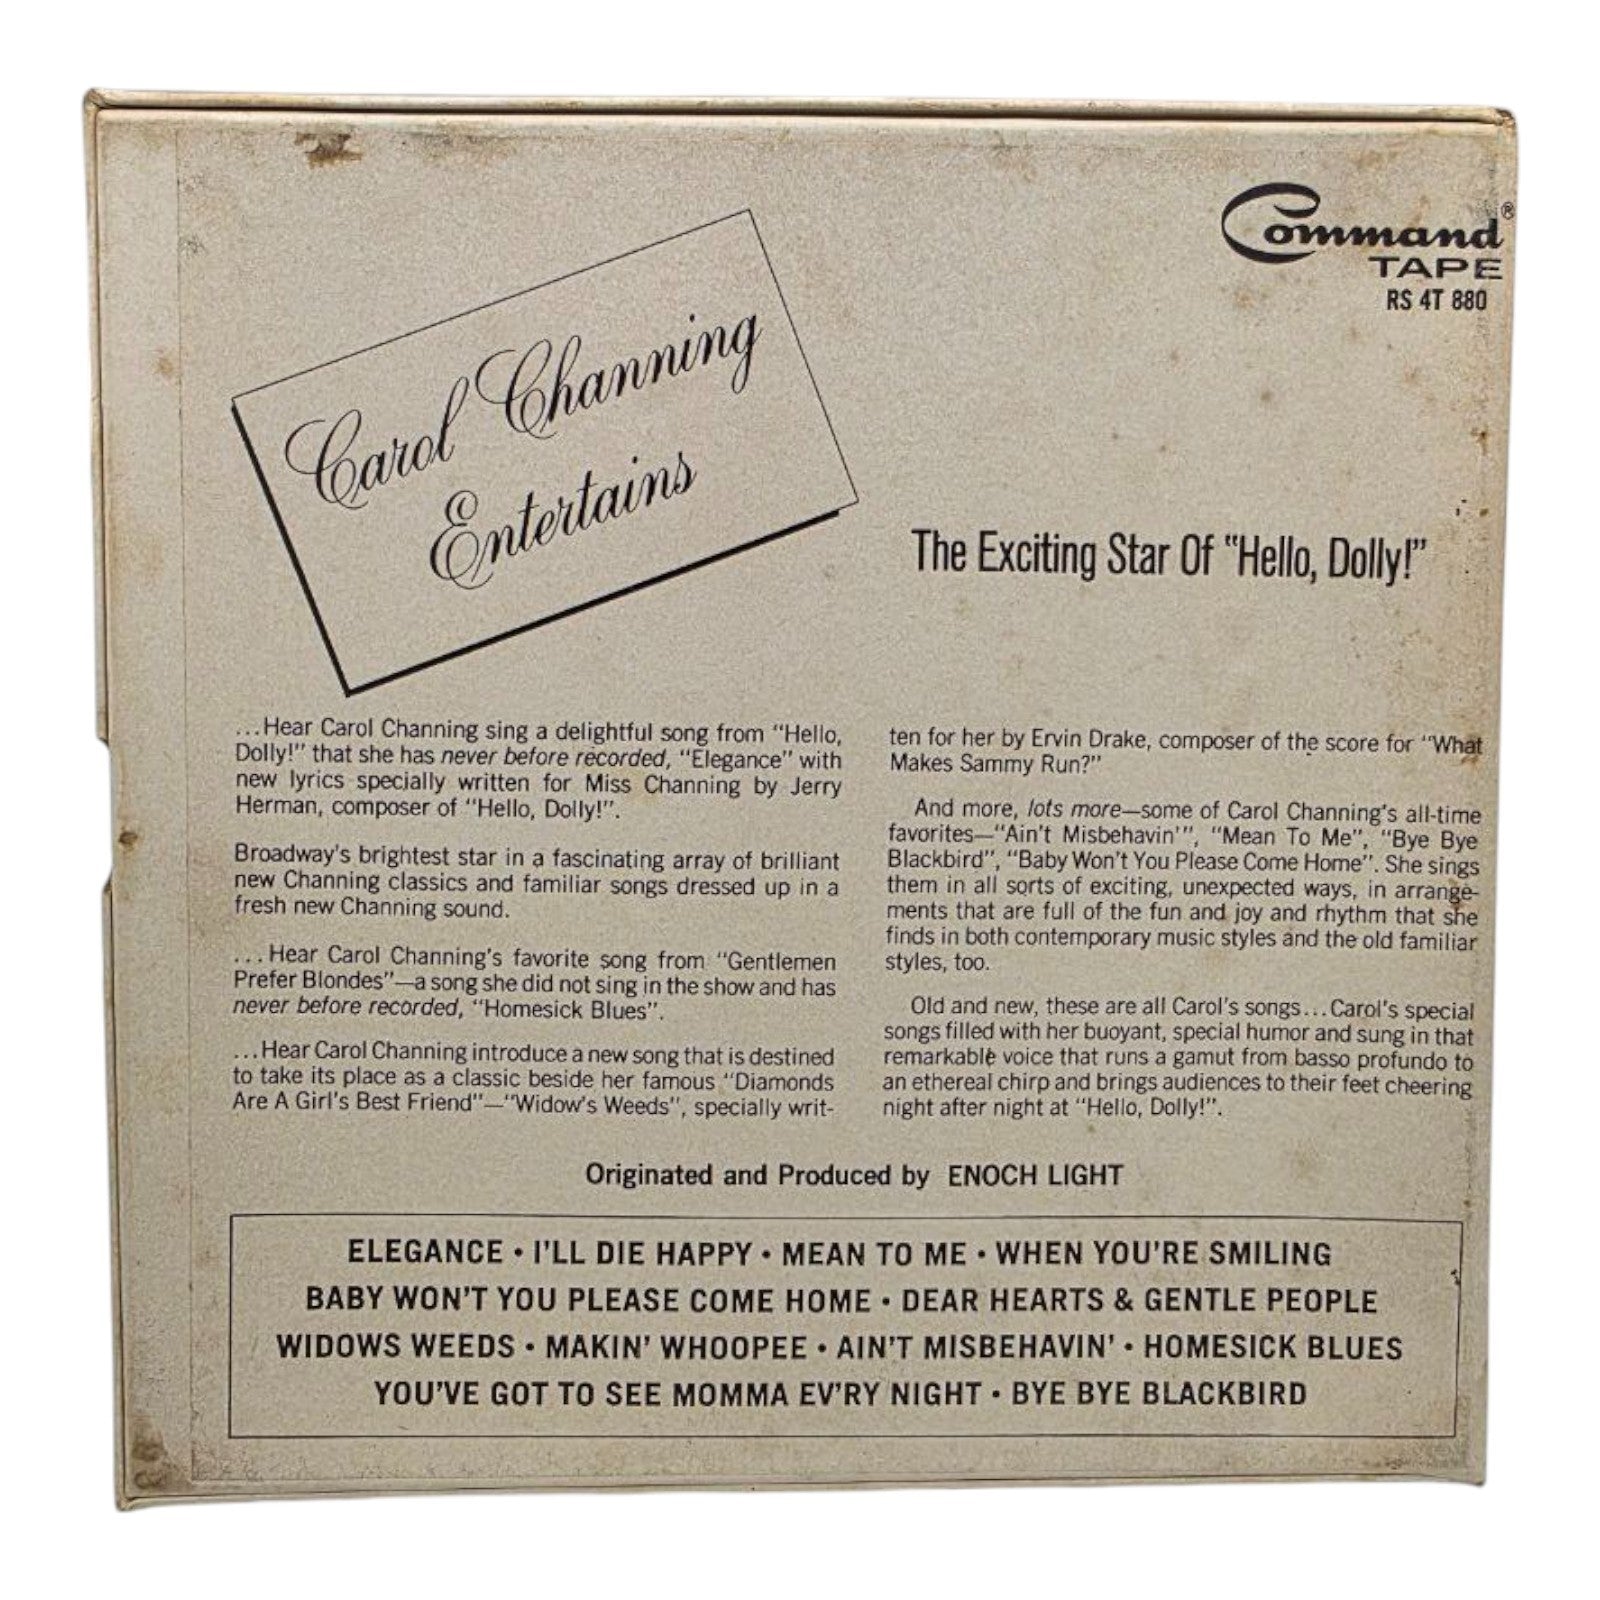 Command®
TAPE
RS 4T 880
Carol Channing
Entertains
The Exciting Star Of "Hello, Dolly!"
...Hear Carol Channing sing a delightful song from "Hello,
Dolly!" that she has never before recorded, "Elegance" with
new lyrics specially written for Miss Channing by Jerry
Herman, composer of "Hello, Dolly!".
Broadway's brightest star in a fascinating array of brilliant
new Channing classics and familiar songs dressed up in a
fresh new Channing sound.
...Hear Carol Channing's favorite song from "Gentlemen
Prefer Blondes"—a song she did not sing in the show and has
never before recorded, "Homesick Blues".
...Hear Carol Channing introduce a new song that is destined
to take its place as a classic beside her famous "Diamonds
Are A Girl's Best Friend"—"Widow's Weeds", specially writ-
ten for her by Ervin Drake, composer of the score for "What
Makes Sammy Run?"
And more, lots more—some of Carol Channing's all-time
favorites—"Ain't Misbehavin'", "Mean To Me", "Bye Bye
Blackbird", "Baby Won't You Please Come Home". She sings
them in all sorts of exciting, unexpected ways, in arrange-
ments that are full of the fun and joy and rhythm that she
finds in both contemporary music styles and the old familiar
styles, too.
Old and new, these are all Carol's songs...Carol's special
songs filled with her buoyant, special humor and sung in that
remarkable voice that runs a gamut from basso profundo to
an ethereal chirp and brings audiences to their feet cheering
night after night at "Hello, Dolly!".
Originated and Produced by ENOCH LIGHT
ELEGANCE • I'LL DIE HAPPY • MEAN TO ME • WHEN YOU'RE SMILING
BABY WON'T YOU PLEASE COME HOME • DEAR HEARTS & GENTLE PEOPLE
WIDOWS WEEDS • MAKIN' WHOOPEE • AIN'T MISBEHAVIN' • HOMESICK BLUES
YOU'VE GOT TO SEE MOMMA EV'RY NIGHT • BYE BYE BLACKBIRD